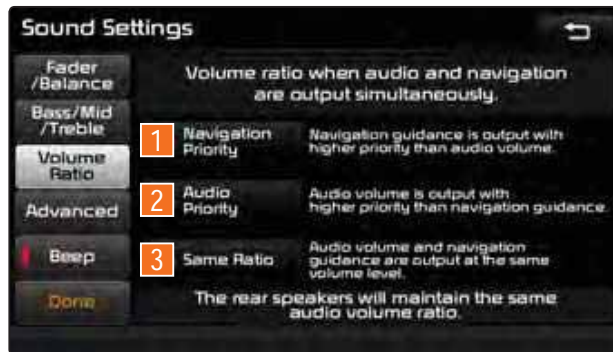 Sound Settings
Fader
/Balance
Bass/Mid
/Treble
Volume
Ratio
Advanced
Beep
Done
Volume ratio when audio and navigation
are output simultaneously.
1
Navigation
Priority
Navigation guidance is output with
higher priority than audio volume.
2
Audio
Priority
Audio volume is output with
higher priority than navigation guidance
3
Same Ratio
Audio volume and navigation
guidance are output at the same
volume level.
The rear speakers will maintain the same
audio volume ratio.